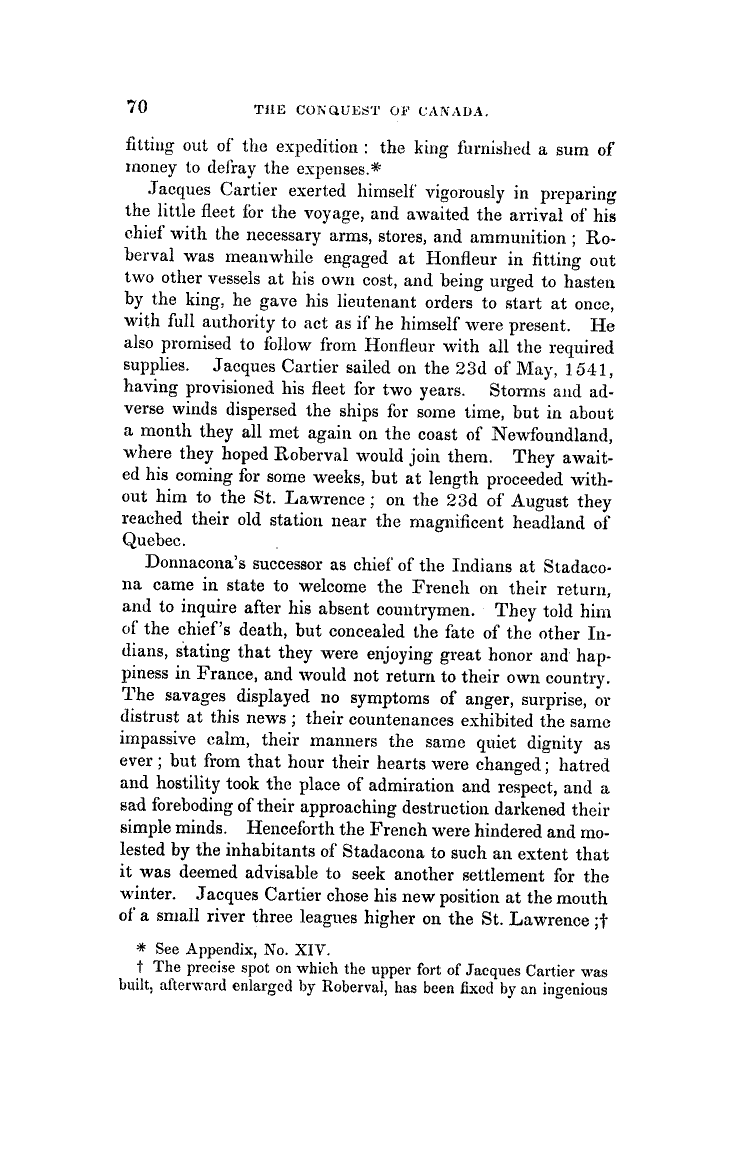 70 THE CONQUEST OF CANADA.
fitting out of the expedition : the king furnished a sum of
money to defray the expenses.*
Jacques Cartier exerted himself vigorously in preparing
the little fleet for the voyage, and awaited the arrival of his
chief with the necessary arms, stores, and ammunition ; Ro-
berval was meanwhile engaged at Honfleur in fitting out
two other vessels at his own cost, and being urged to hasten
by the king, he gave his lieutenant orders to start at once,
with full authority to act as if he himself were present. He
also promised to follow from Honfleur with all the required
supplies. Jacques Cartier sailed on the 23d of May, 1541,
having provisioned his fleet for two years. Storms and ad-
verse winds dispersed the ships for some time, but in about
a month they all met again on the coast of Newfoundland,
where they hoped Roberval would join them. They await-
ed his coming for some weeks, but at length proceeded with-
out him to the St. Lawrence ; on the 23d of August they
reached their old station near the magnificent headland of
Quebec.
Donnacona's successor as chief of the Indians at Stadaco-
na came in state to welcome the French on their return,
and to inquire after his absent countrymen. They told him
of the chief's death, but concealed the fate of the other In-
dians, stating that they were enjoying great honor and hap-
piness in France, and would not return to their own country.
The savages displayed no symptoms of anger, surprise, or
distrust at this news ; their countenances exhibited the same
impassive calm, their manners the same quiet dignity as
ever ; but from that hour their hearts were changed ; hatred
and hostility took the place of admiration and respect, and a
sad foreboding of their approaching destruction darkened their
simple minds. Henceforth the French were hindered and mo-
lested by the inhabitants of Stadacona to such an extent that
it was deemed advisable to seek another settlement for the
winter. Jacques Cartier chose his new position at the mouth
of a small river three leagues higher on the St. Lawrence ;†
* See Appendix, No. XIV.
† The precise spot on which the upper fort of Jacques Cartier was
built, afterward enlarged by Roberval, has been fixed by an ingenious